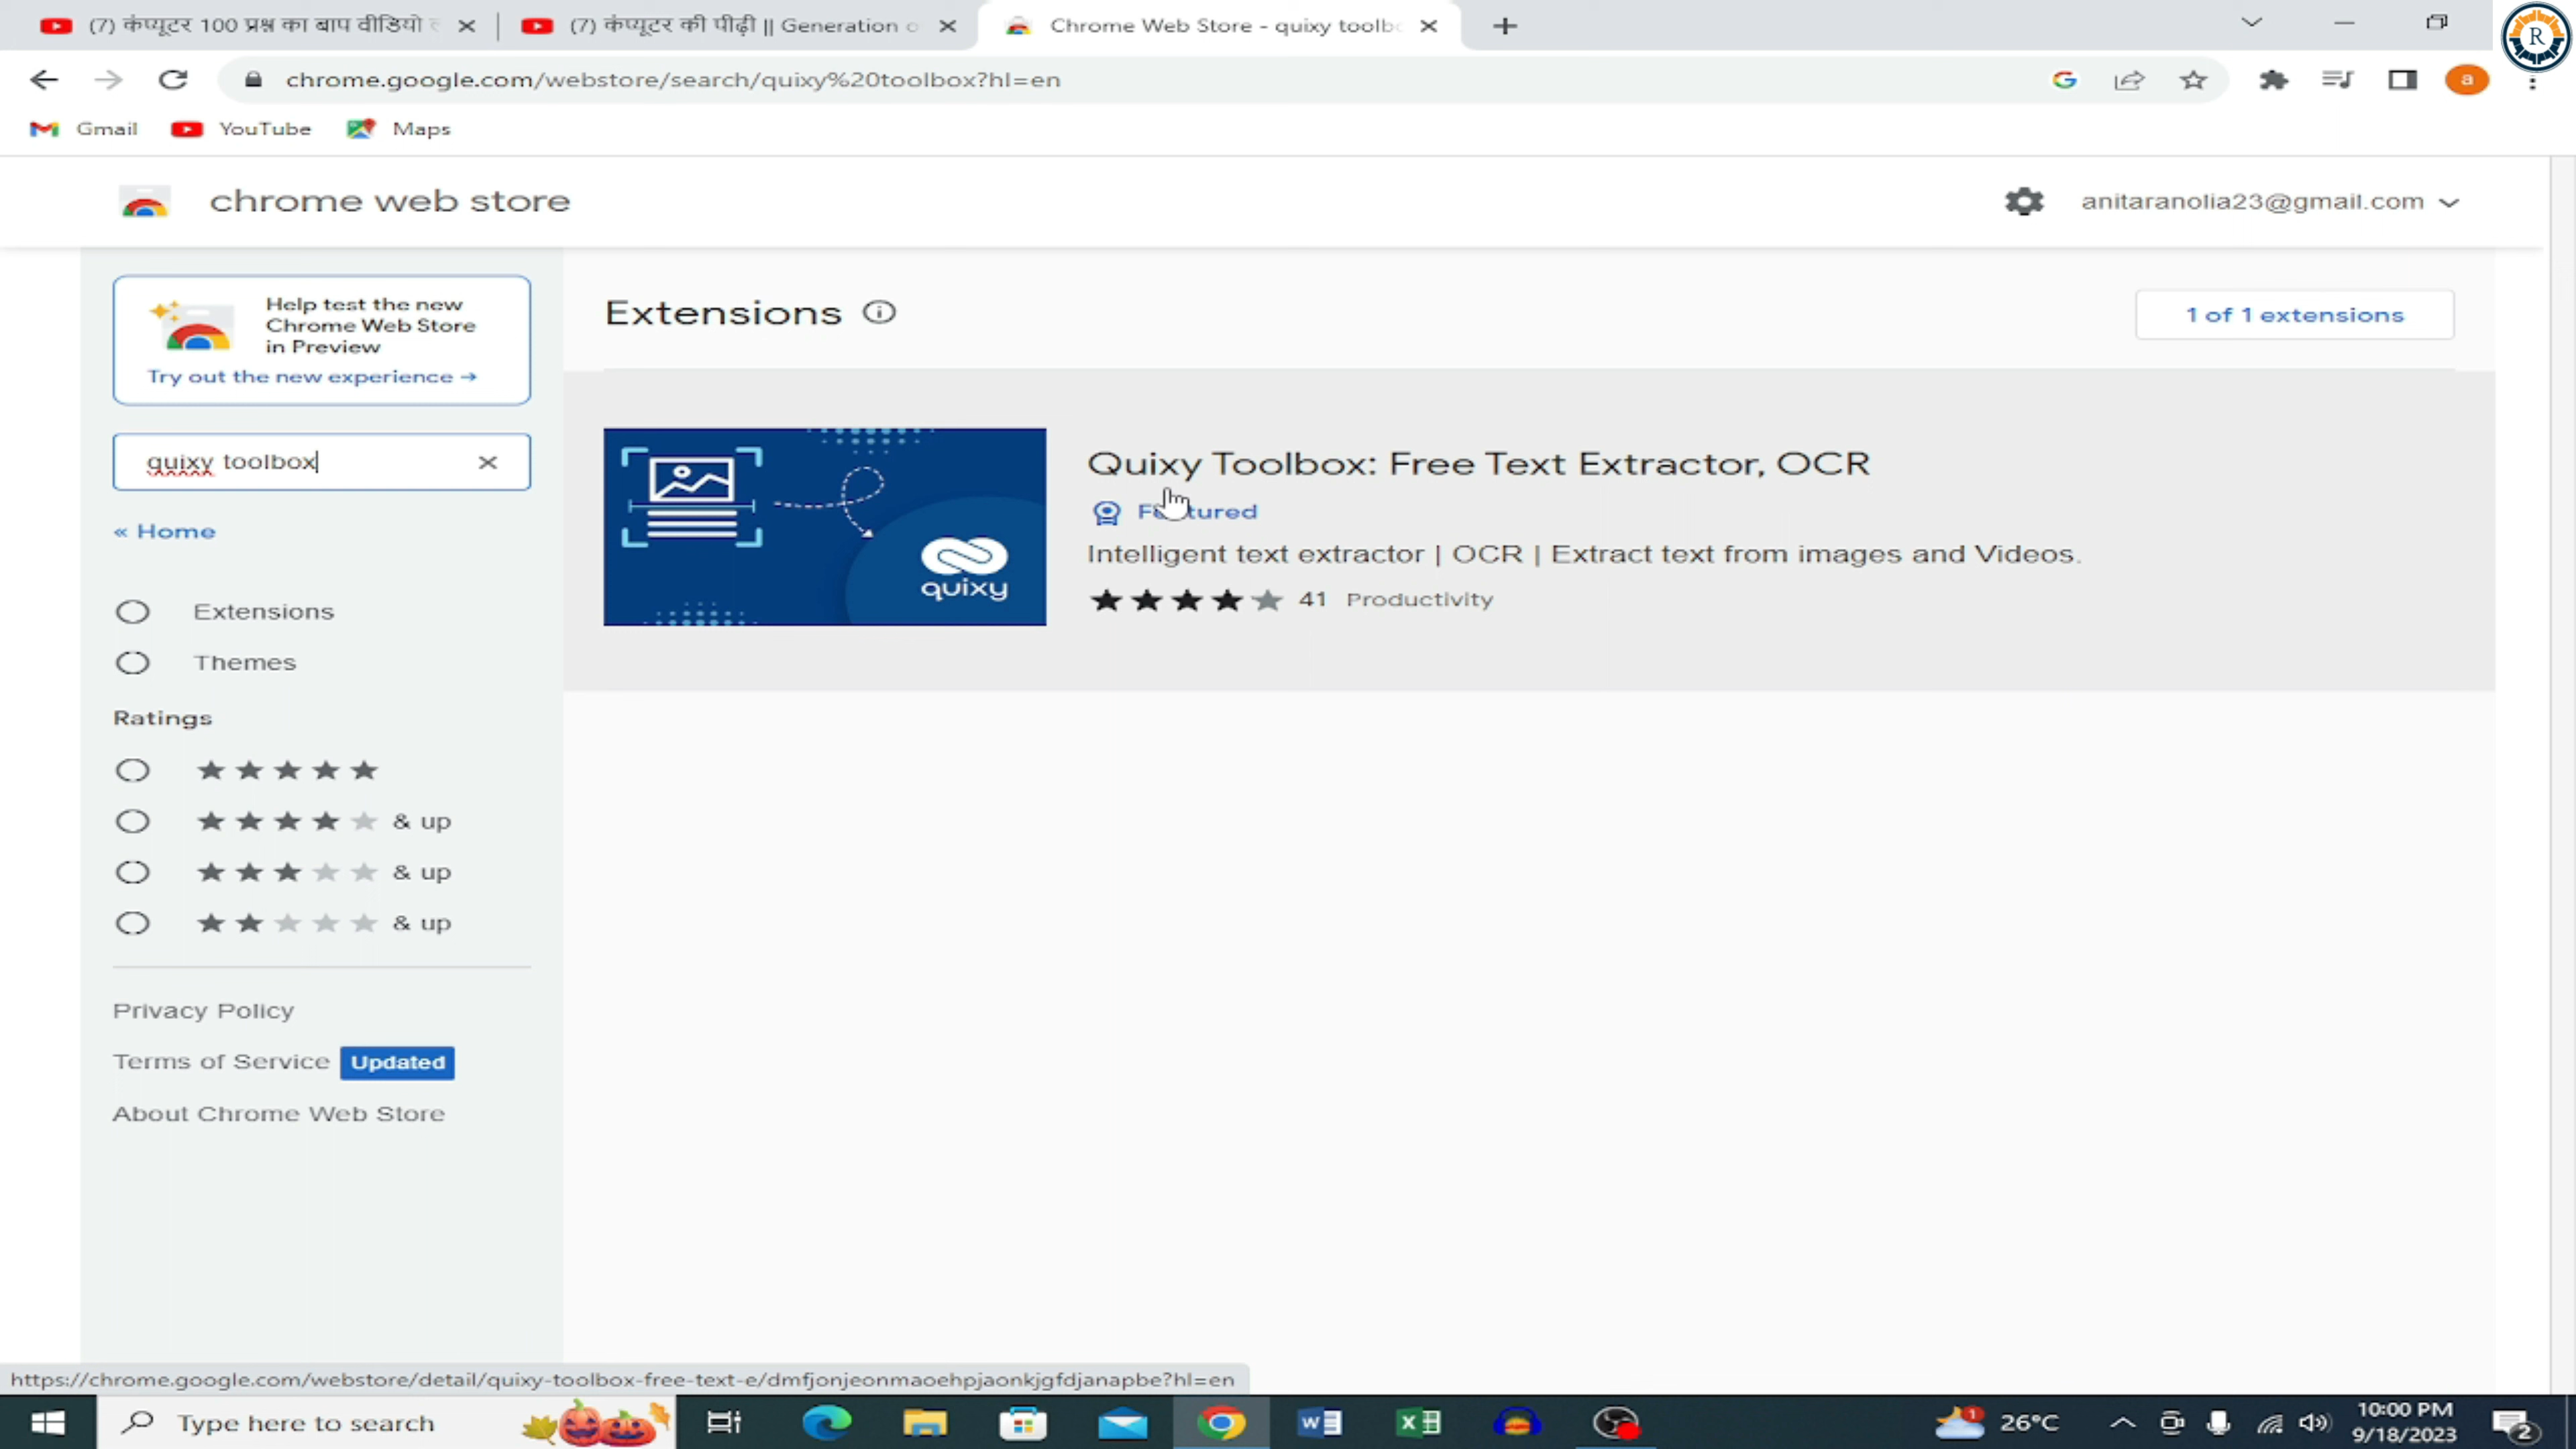 (7) कंप्यूटर 100 प्रश्न का बाप वीडियो
(7) कंप्यूटर की पीढ़ी || Generation o
Chrome Web Store - quixy toolb
R
chrome.google.com/webstore/search/quixy%20toolbox?hl=en
a
Gmail
YouTube
Maps
chrome web store
anitaranolia23@gmail.com
Help test the new
Chrome Web Store
in Preview
Try out the new experience →
quixy toolbox
« Home
Extensions
Themes
Ratings
& up
& up
& up
Privacy Policy
Terms of Service Updated
About Chrome Web Store
Extensions
1 of 1 extensions
quixy
Quixy Toolbox: Free Text Extractor, OCR
Featured
Intelligent text extractor | OCR | Extract text from images and Videos.
41 Productivity
https://chrome.google.com/webstore/detail/quixy-toolbox-free-text-e/dmfjonjeonmaoehpjaonkjgfdjanapbe?hl=en
Type here to search
1
26°C
10:00 PM
9/18/2023
2